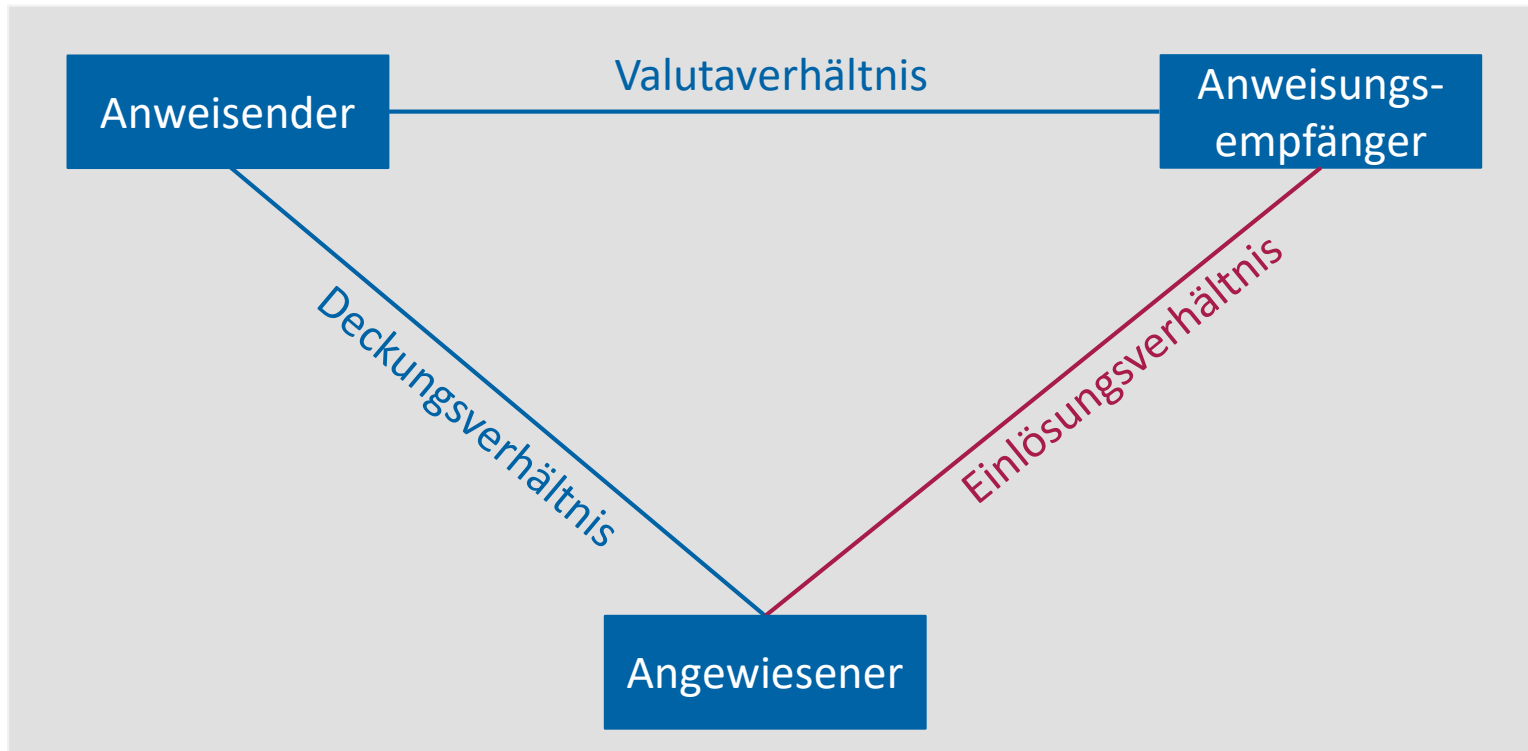 Valutaverhältnis
Anweisender
Anweisungs-
empfänger
Deckungsverhältnis
Einlösungsverhältnis
Angewiesener